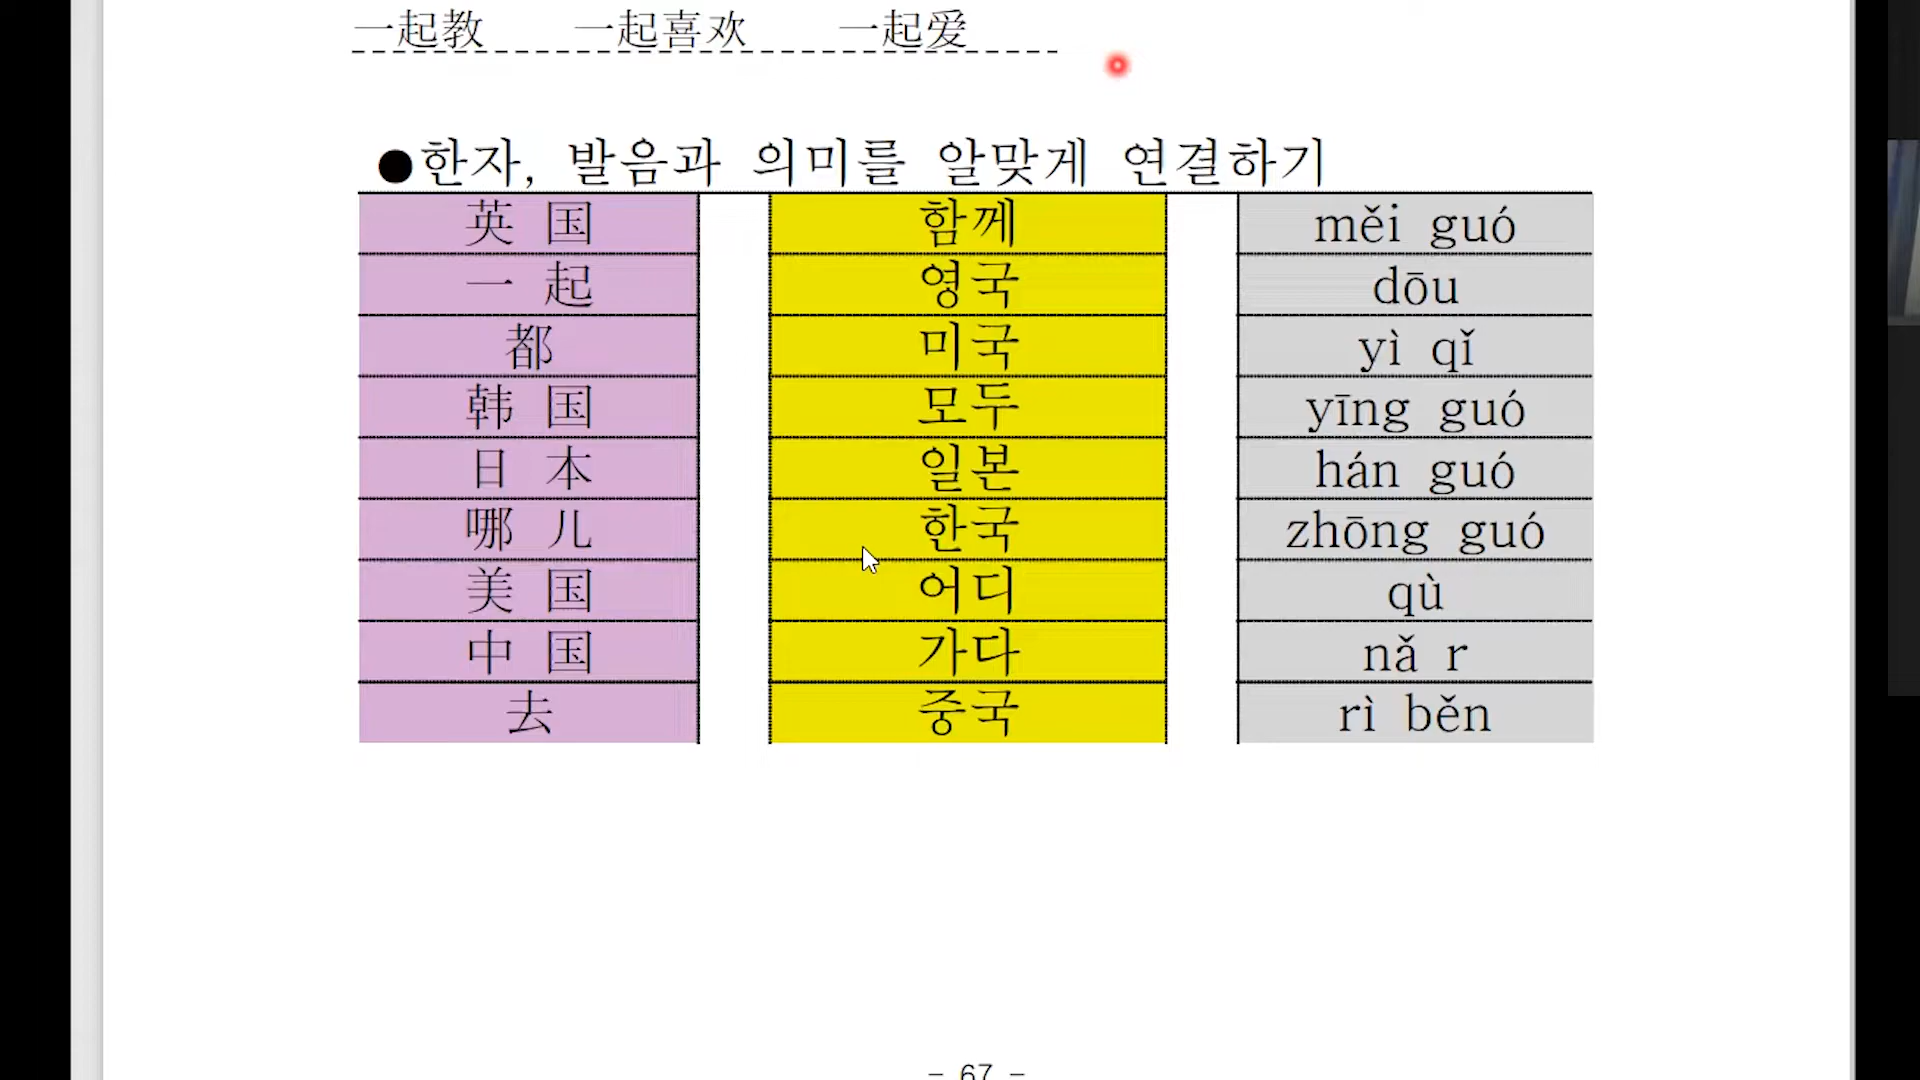 一起教 一起喜欢 一起爱
●한자, 발음과 의미를 알맞게 연결하기
英 国 함께 měi guó
一 起 영국 dōu
都 미국 yì qǐ
韩 国 모두 yīng guó
日 本 일본 hán guó
哪 儿 한국 zhōng guó
美 国 어디 qù
中 国 가다 nǎ r
去 중국 rì běn
- 67 -